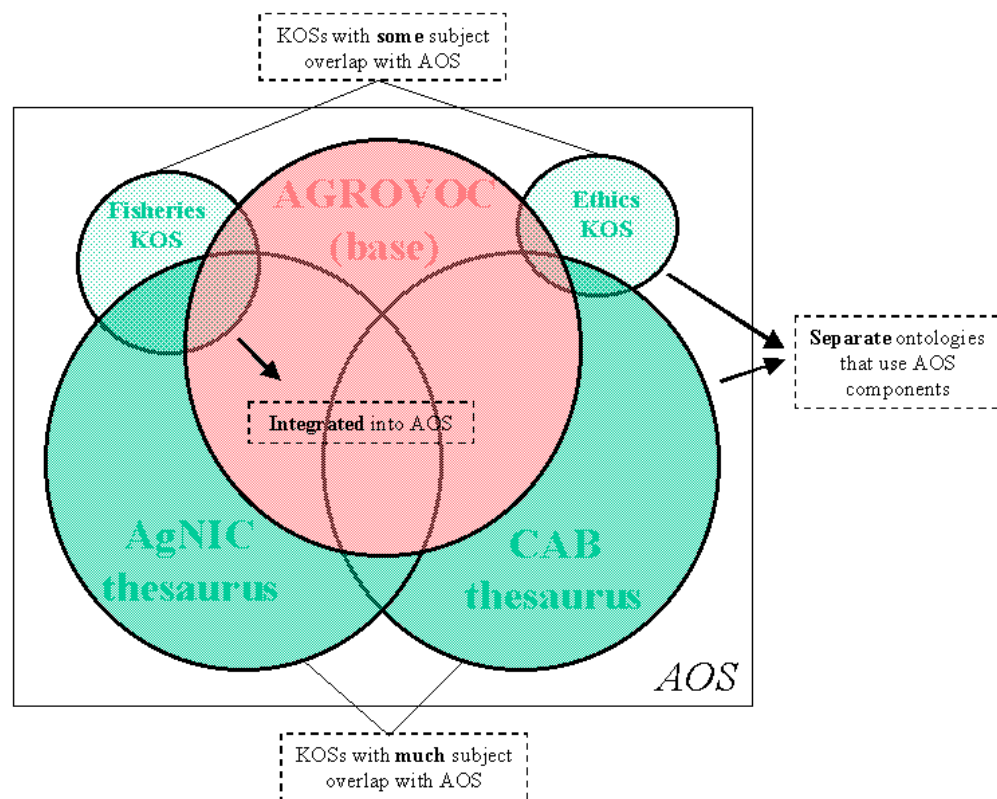 KOSs with some subject
overlap with AOS
AGROVOC
(base)
Fisheries
KOS
Ethics
KOS
Separate ontologies
that use AOS
components
Integrated into AOS
AgNIC
thesaurus
CAB
thesaurus
AOS
KOSs with much subject
overlap with AOS